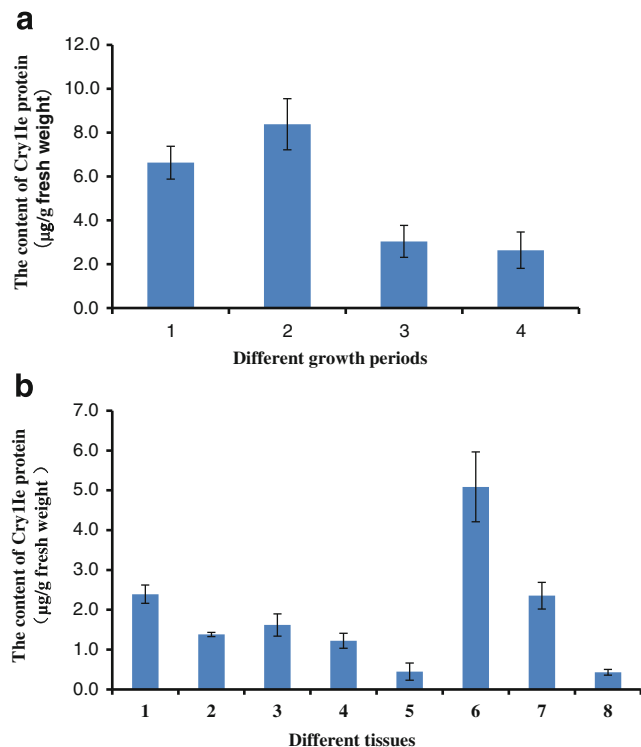 a
12.0
10.0
8.0
6.0
4.0
2.0
0.0
The content of Cry1Ie protein
(μg/g fresh weight)
1 2 3 4
Different growth periods
b
7.0
6.0
5.0
4.0
3.0
2.0
1.0
0.0
The content of Cry1Ie protein
(μg/g fresh weight )
1 2 3 4 5 6 7 8
Different tissues